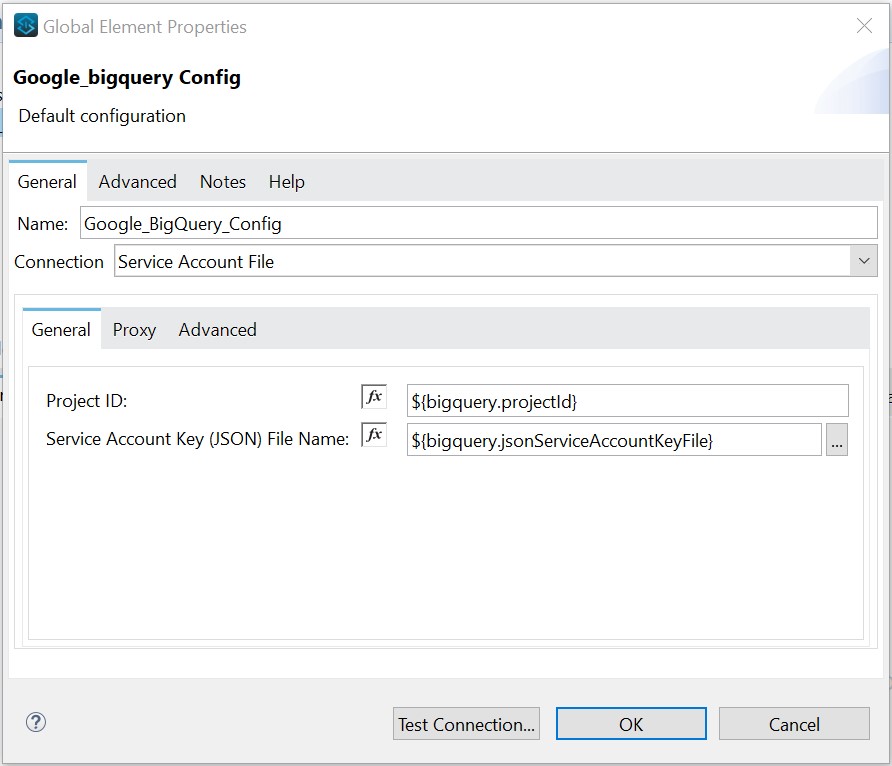 Global Element Properties
Google_bigquery Config
Default configuration
General Advanced Notes Help
Name: Google_BigQuery_Config
Connection Service Account File
General Proxy Advanced
Project ID: fx ${bigquery.projectId}
Service Account Key (JSON) File Name: fx ${bigquery.jsonServiceAccountKeyFile} ...
? Test Connection... OK Cancel